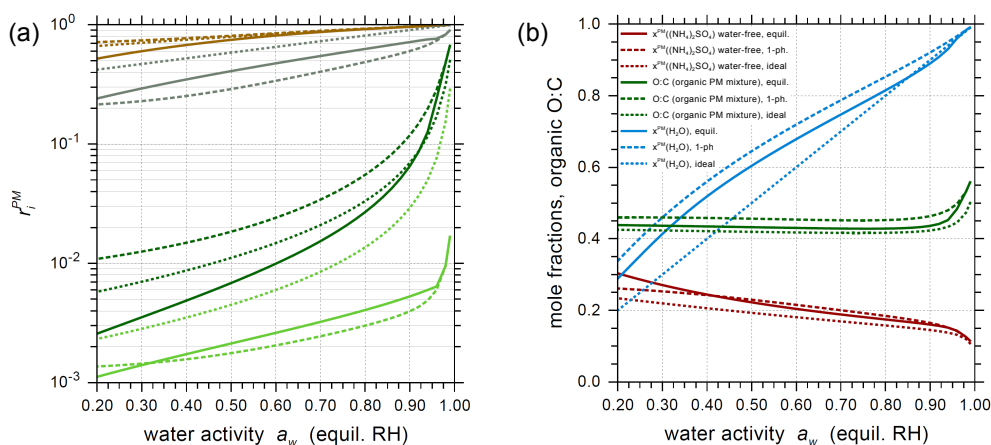 (a)
10⁰
10⁻¹
10⁻²
10⁻³
r_i^PM
0.20 0.30 0.40 0.50 0.60 0.70 0.80 0.90 1.00
water activity a_w (equil. RH)
(b)
1.0
0.8
0.6
0.4
0.2
0.0
mole fractions, organic O:C
x^PM((NH₄)₂SO₄) water-free, equil.
x^PM((NH₄)₂SO₄) water-free, 1-ph.
x^PM((NH₄)₂SO₄) water-free, ideal
O:C (organic PM mixture), equil.
O:C (organic PM mixture), 1-ph.
O:C (organic PM mixture), ideal
x^PM(H₂O), equil.
x^PM(H₂O), 1-ph
x^PM(H₂O), ideal
0.20 0.30 0.40 0.50 0.60 0.70 0.80 0.90 1.00
water activity a_w (equil. RH)